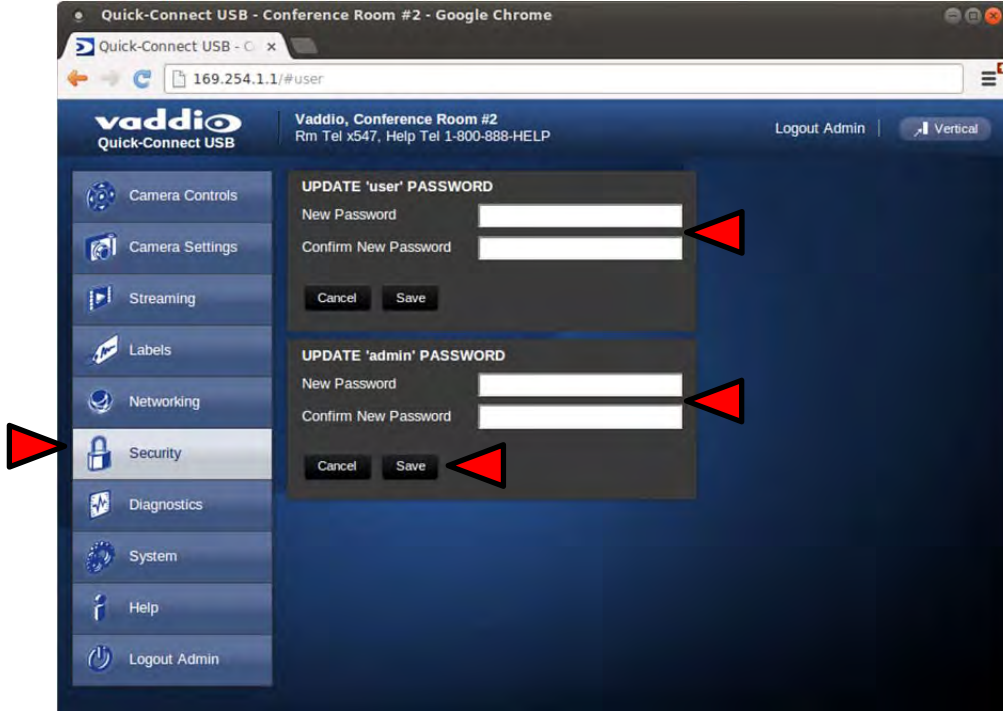 Quick-Connect USB - Conference Room #2 - Google Chrome
Quick-Connect USB - C
169.254.1.1/#user
vaddio
Quick-Connect USB
Vaddio, Conference Room #2
Rm Tel x547, Help Tel 1-800-888-HELP
Logout Admin
Vertical
Camera Controls
Camera Settings
Streaming
Labels
Networking
Security
Diagnostics
System
Help
Logout Admin
UPDATE 'user' PASSWORD
New Password
Confirm New Password
Cancel Save
UPDATE 'admin' PASSWORD
New Password
Confirm New Password
Cancel Save